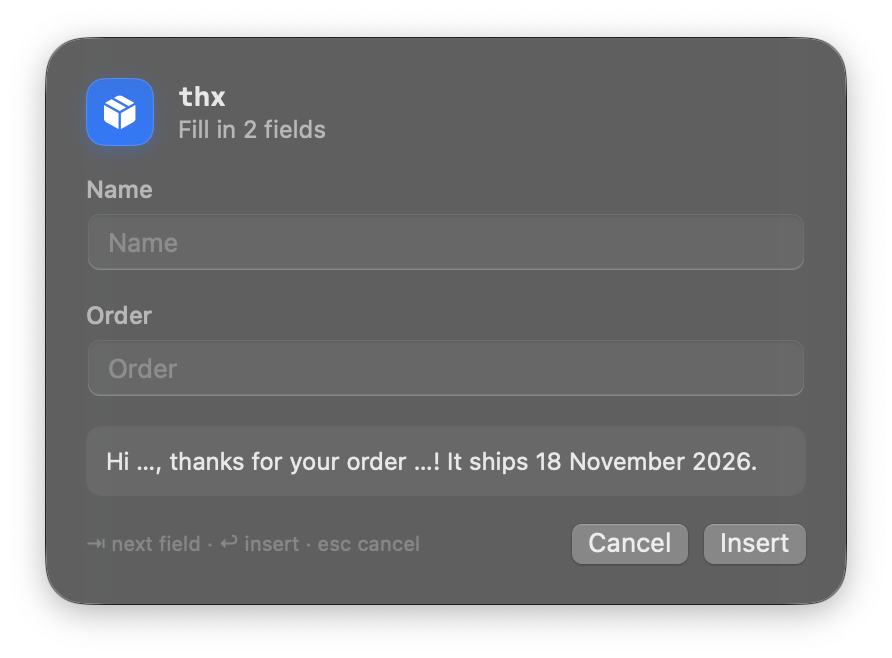 thx
Fill in 2 fields
Name
Name
Order
Order
Hi ..., thanks for your order ...! It ships 18 November 2026.
⇥ next field · ↩ insert · esc cancel
Cancel
Insert